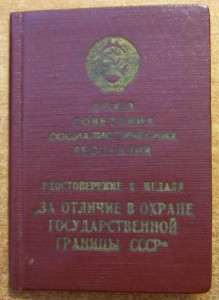 СОЮЗ
СОВЕТСКИХ
СОЦИАЛИСТИЧЕСКИХ
РЕСПУБЛИК
УДОСТОВЕРЕНИЕ К МЕДАЛИ
„ЗА ОТЛИЧИЕ В ОХРАНЕ
ГОСУДАРСТВЕННОЙ
ГРАНИЦЫ СССР“